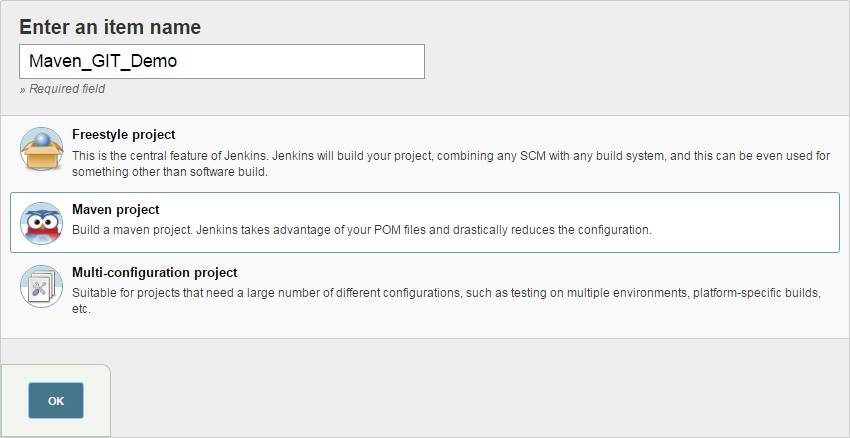 Enter an item name
Maven_GIT_Demo
» Required field
Freestyle project
This is the central feature of Jenkins. Jenkins will build your project, combining any SCM with any build system, and this can be even used for
something other than software build.
Maven project
Build a maven project. Jenkins takes advantage of your POM files and drastically reduces the configuration.
Multi-configuration project
Suitable for projects that need a large number of different configurations, such as testing on multiple environments, platform-specific builds,
etc.
OK